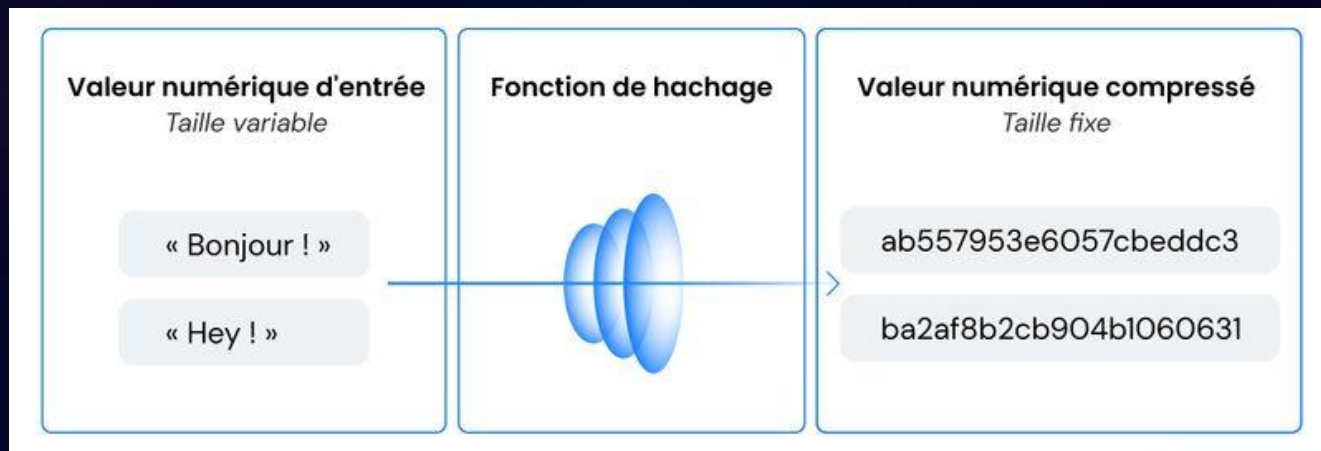 Valeur numérique d'entrée
Taille variable
« Bonjour ! »
« Hey ! »
Fonction de hachage
Valeur numérique compressé
Taille fixe
ab557953e6057cbeddc3
ba2af8b2cb904b1060631